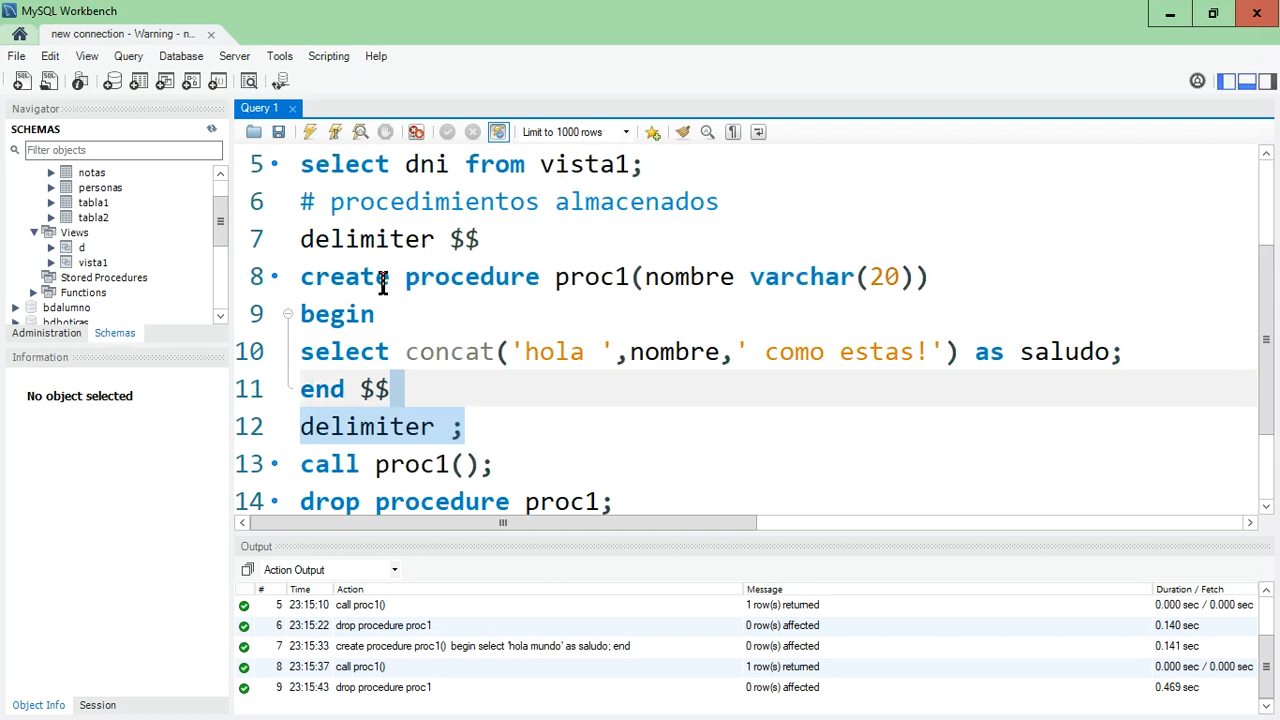 MySQL Workbench
new connection - Warning - n...
File Edit View Query Database Server Tools Scripting Help
Navigator
SCHEMAS
Filter objects
notas
personas
tabla1
tabla2
Views
d
vista1
Stored Procedures
Functions
bdalumno
bdboticas
Administration Schemas
Information
No object selected
Object Info Session
Query 1
Limit to 1000 rows
5 select dni from vista1;
6 # procedimientos almacenados
7 delimiter $$
8 create procedure proc1(nombre varchar(20))
9 begin
10 select concat('hola ',nombre,' como estas!') as saludo;
11 end $$
12 delimiter ;
13 call proc1();
14 drop procedure proc1;
Output
Action Output
# Time Action Message Duration / Fetch
5 23:15:10 call proc1() 1 row(s) returned 0.000 sec / 0.000 sec
6 23:15:22 drop procedure proc1 0 row(s) affected 0.140 sec
7 23:15:33 create procedure proc1() begin select 'hola mundo' as saludo; end 0 row(s) affected 0.141 sec
8 23:15:37 call proc1() 1 row(s) returned 0.000 sec / 0.000 sec
9 23:15:43 drop procedure proc1 0 row(s) affected 0.469 sec